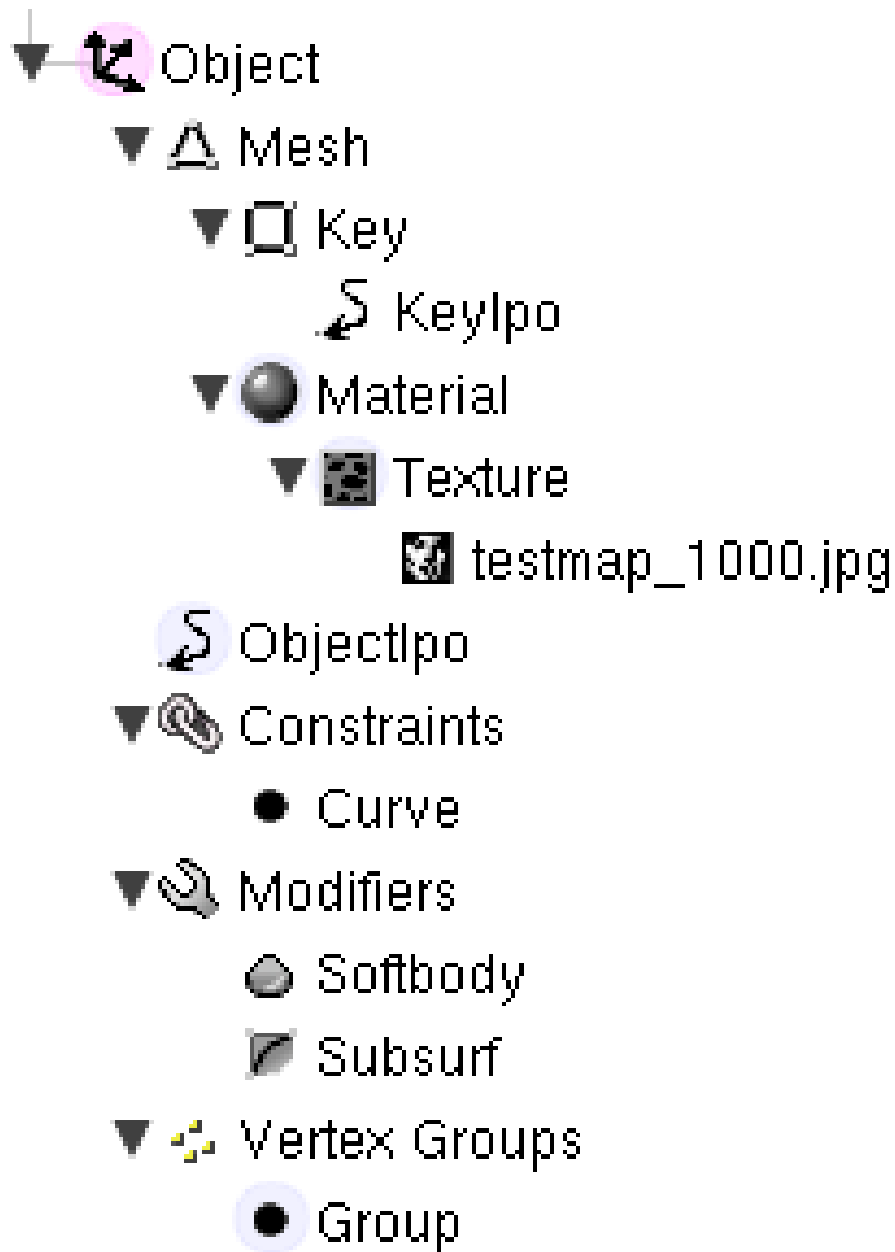 Object
Mesh
Key
KeyIpo
Material
Texture
testmap_1000.jpg
ObjectIpo
Constraints
Curve
Modifiers
Softbody
Subsurf
Vertex Groups
Group